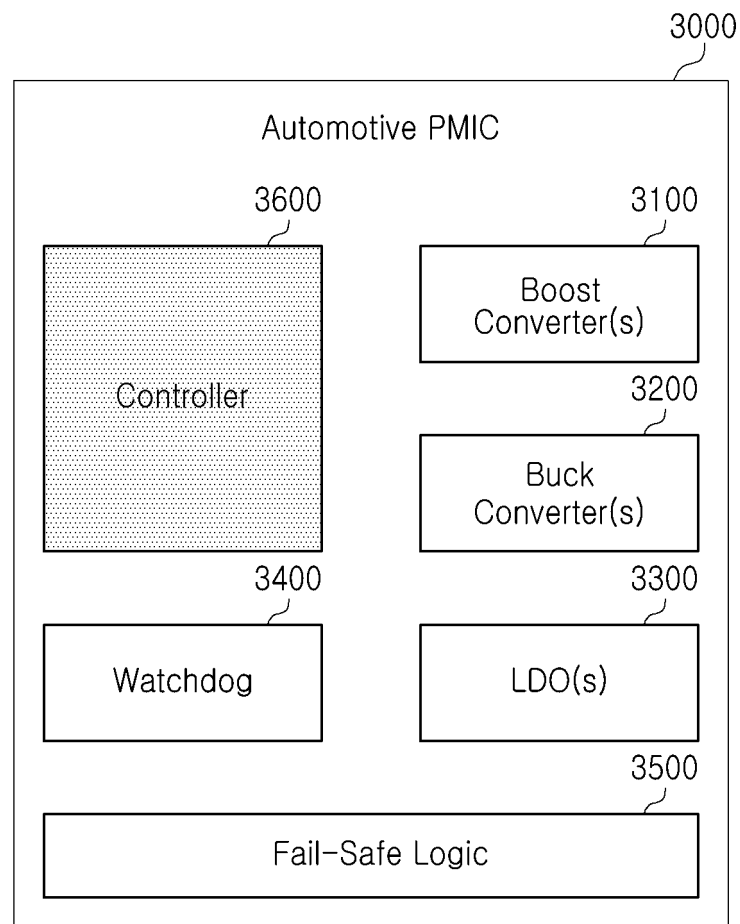 3000
Automotive PMIC
3600
Controller
3100
Boost
Converter(s)
3200
Buck
Converter(s)
3400
Watchdog
3300
LDO(s)
3500
Fail-Safe Logic